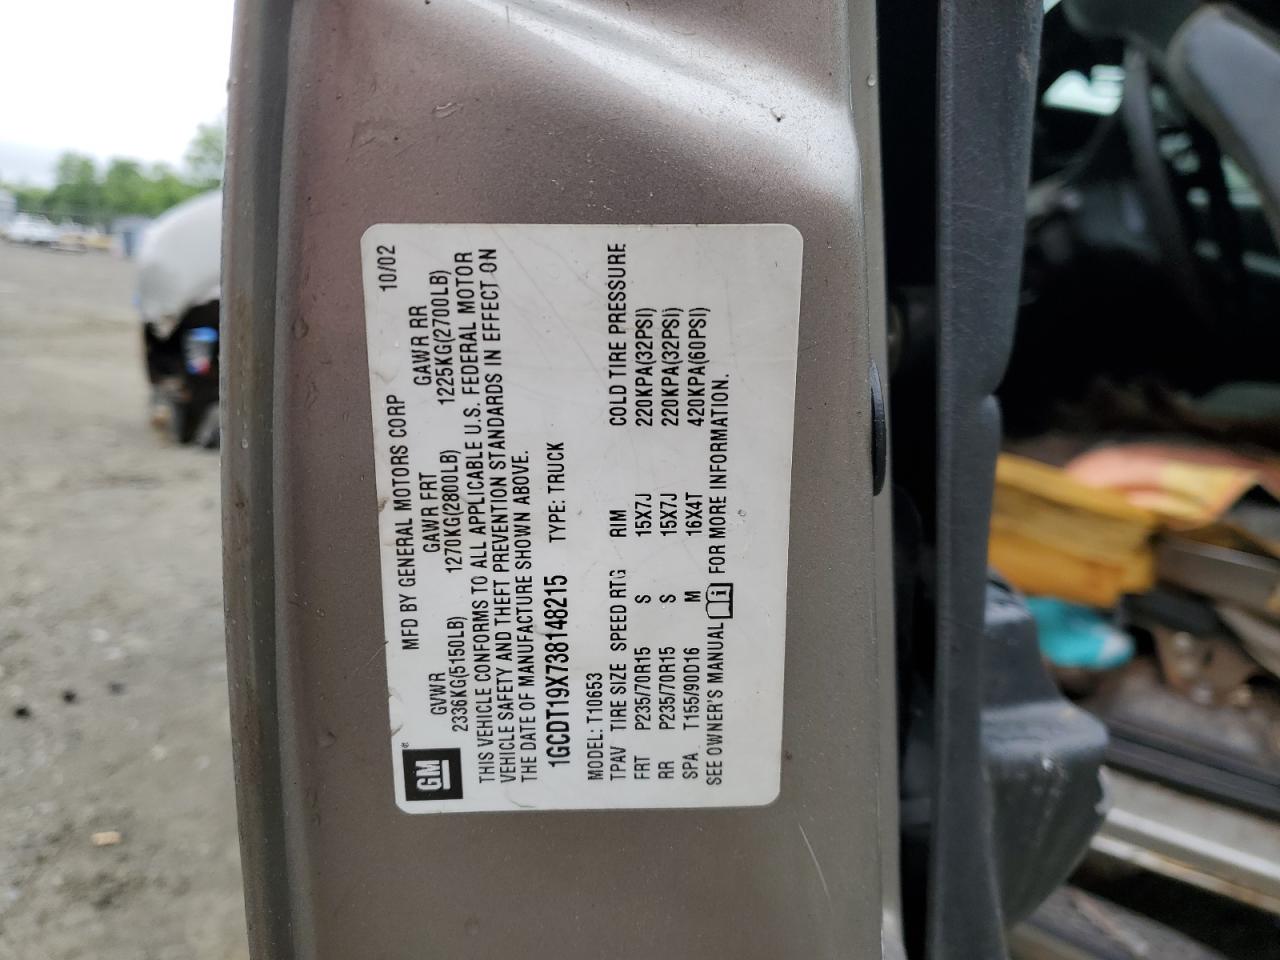 GM®
MFD BY GENERAL MOTORS CORP 10/02
GVWR GAWR FRT GAWR RR
2336KG(5150LB) 1270KG(2800LB) 1225KG(2700LB)
THIS VEHICLE CONFORMS TO ALL APPLICABLE U.S. FEDERAL MOTOR
VEHICLE SAFETY AND THEFT PREVENTION STANDARDS IN EFFECT ON
THE DATE OF MANUFACTURE SHOWN ABOVE.
1GCDT19X738148215 TYPE: TRUCK
MODEL: T10653
TPAV TIRE SIZE SPEED RTG RIM COLD TIRE PRESSURE
FRT P235/70R15 S 15X7J 220KPA(32PSI)
RR P235/70R15 S 15X7J 220KPA(32PSI)
SPA T155/90D16 M 16X4T 420KPA(60PSI)
SEE OWNER'S MANUAL i FOR MORE INFORMATION.